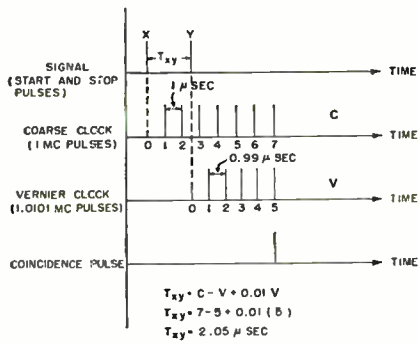 X Y
Txy
SIGNAL
(START AND STOP
PULSES)
TIME
1 μ SEC
COARSE CLOCK
(1 MC PULSES)
C
TIME
0 1 2 3 4 5 6 7
0.99 μ SEC
VERNIER CLOCK
(1.0101 MC PULSES)
V
TIME
0 1 2 3 4 5
COINCIDENCE PULSE
TIME
Txy = C - V + 0.01 V
Txy = 7-5 + 0.01 (5)
Txy = 2.05 μ SEC